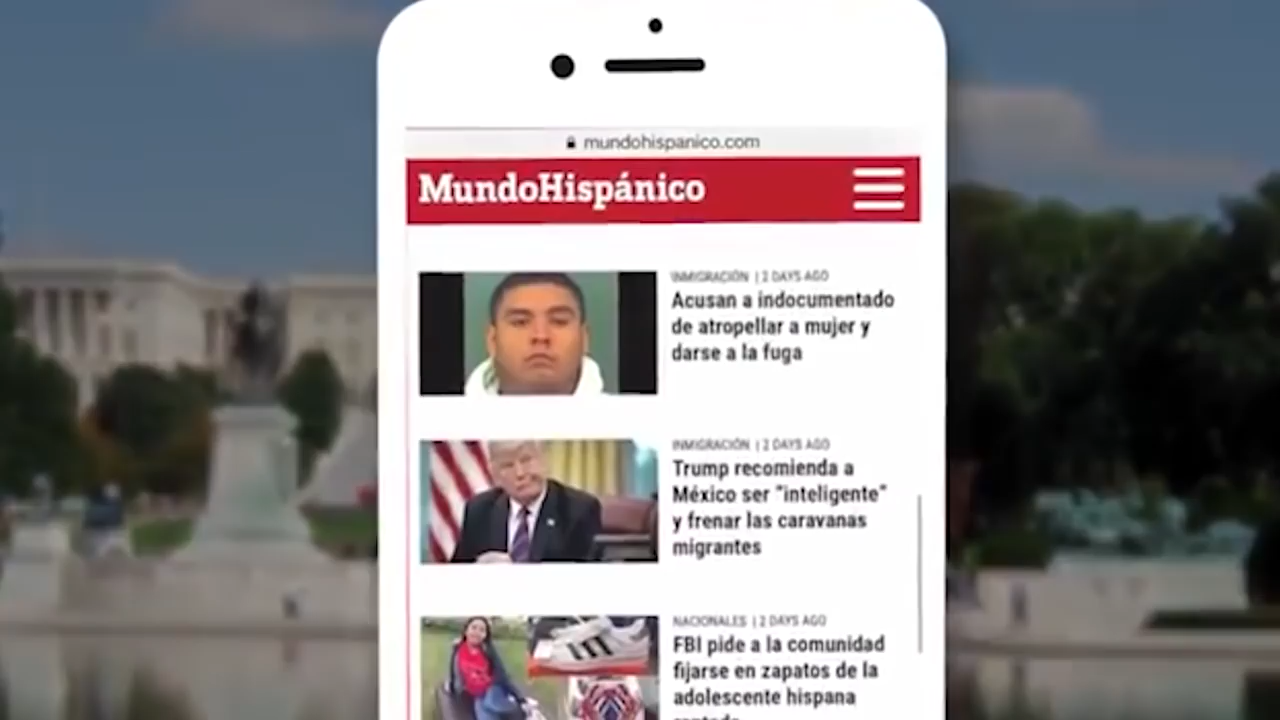 mundohispanico.com
MundoHispánico
INMIGRACIÓN | 2 DAYS AGO
Acusan a indocumentado
de atropellar a mujer y
darse a la fuga
INMIGRACIÓN | 2 DAYS AGO
Trump recomienda a
México ser "inteligente"
y frenar las caravanas
migrantes
NACIONALES | 2 DAYS AGO
FBI pide a la comunidad
fijarse en zapatos de la
adolescente hispana